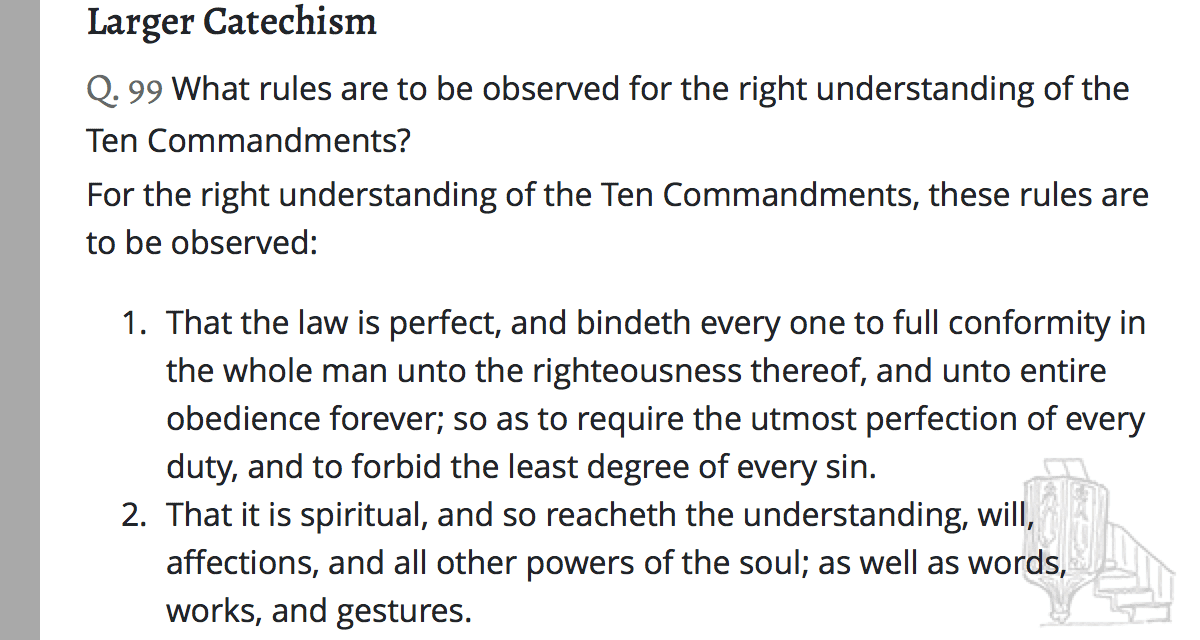 Larger Catechism
Q. 99 What rules are to be observed for the right understanding of the
Ten Commandments?
For the right understanding of the Ten Commandments, these rules are
to be observed:
1. That the law is perfect, and bindeth every one to full conformity in
the whole man unto the righteousness thereof, and unto entire
obedience forever; so as to require the utmost perfection of every
duty, and to forbid the least degree of every sin.
2. That it is spiritual, and so reacheth the understanding, will,
affections, and all other powers of the soul; as well as words,
works, and gestures.